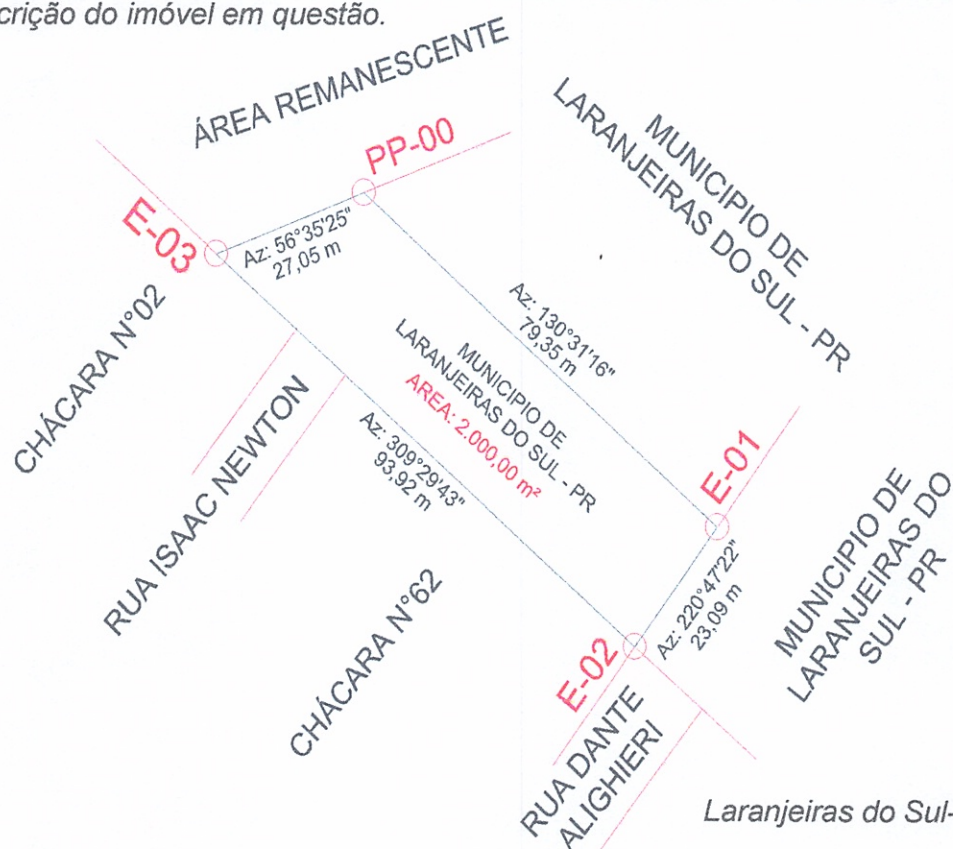 crição do imóvel em questão.
ÁREA REMANESCENTE
PP-00
MUNICIPIO DE
LARANJEIRAS DO SUL - PR
E-03
Az: 56°35'25"
27,05 m
CHÁCARA N°02
Az: 130°31'16"
79,35 m
MUNICIPIO DE
LARANJEIRAS DO SUL - PR
AREA: 2.000,00 m²
RUA ISAAC NEWTON
Az: 309°29'43"
93,92 m
E-01
MUNICIPIO DE
LARANJEIRAS DO
SUL - PR
CHÁCARA N°62
Az: 220°47'22"
23,09 m
E-02
RUA DANTE
ALIGHIERI
Laranjeiras do Sul-